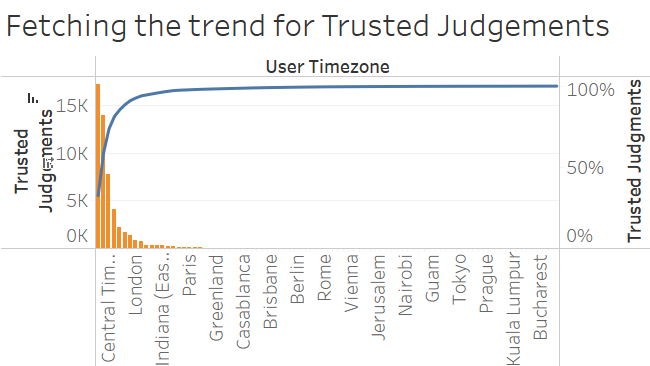 Fetching the trend for Trusted Judgements
User Timezone
Trusted
Judgements
15K
10K
5K
0K
100%
50%
0%
Trusted Judgments
Central Tim..
London
Indiana (Eas..
Paris
Greenland
Casablanca
Brisbane
Berlin
Rome
Vienna
Jerusalem
Nairobi
Guam
Tokyo
Prague
Kuala Lumpur
Bucharest